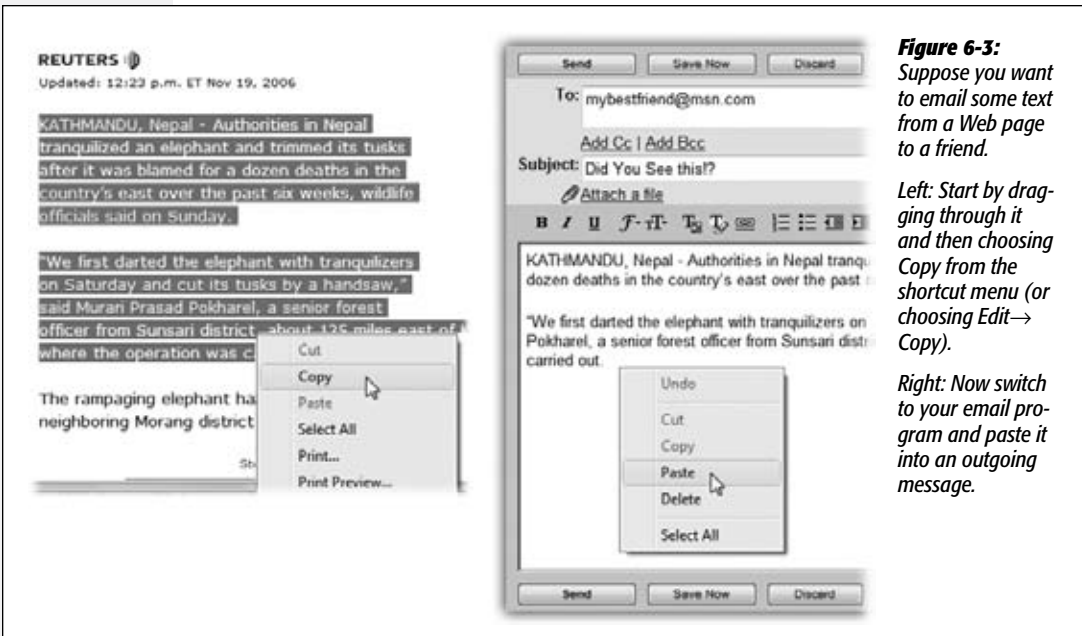 REUTERS
Updated: 12:23 p.m. ET Nov 19, 2006
KATHMANDU, Nepal - Authorities in Nepal
tranquilized an elephant and trimmed its tusks
after it was blamed for a dozen deaths in the
country's east over the past six weeks, wildlife
officials said on Sunday.
"We first darted the elephant with tranquilizers
on Saturday and cut its tusks by a handsaw,"
said Murari Prasad Pokharel, a senior forest
officer from Sunsari district, about 125 miles east of
where the operation was
The rampaging elephant
neighboring Morang district
Cut
Copy
Paste
Select All
Print...
Print Preview...
Send
Save Now
Discard
To: mybestfriend@msn.com
Add Cc | Add Bcc
Subject: Did You See this!?
Attach a file
B I U
KATHMANDU, Nepal - Authorities in Nepal
dozen deaths in the country's east over the past
"We first darted the elephant with tranquilizers on
Pokharel, a senior forest officer from Sunsari
carried out.
Undo
Cut
Copy
Paste
Delete
Select All
Send
Save Now
Discard
Figure 6-3:
Suppose you want
to email some text
from a Web page
to a friend.
Left: Start by drag-
ging through it
and then choosing
Copy from the
shortcut menu (or
choosing Edit→
Copy).
Right: Now switch
to your email pro-
gram and paste it
into an outgoing
message.